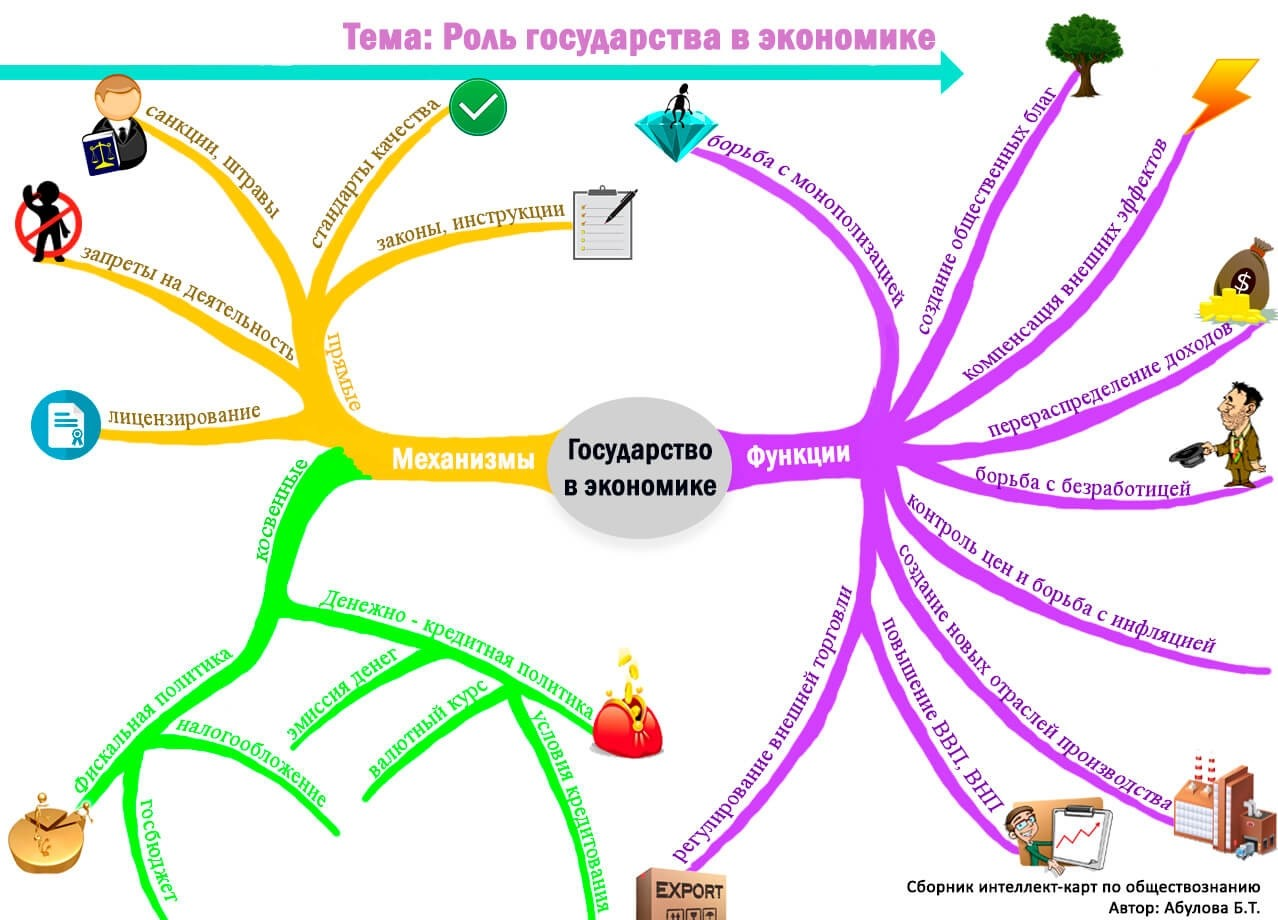 Тема: Роль государства в экономике
санкции, штравы
стандарты качества
законы, инструкции
запреты на деятельность
лицензирование
прямые
Механизмы
Государство
в экономике
Функции
борьба с монополизацией
создание общественных благ
компенсация внешних эффектов
перераспределение доходов
$
борьба с безработицей
контроль цен и борьба с инфляцией
создание новых отраслей производства
повышение ВВП, ВНП
регулирование внешней торговли
EXPORT
косвенные
Денежно - кредитная политика
эмиссия денег
валютный курс
условия кредитования
Фискальная политика
налогообложение
госбюджет
Сборник интеллект-карт по обществознанию
Автор: Абулова Б.Т.